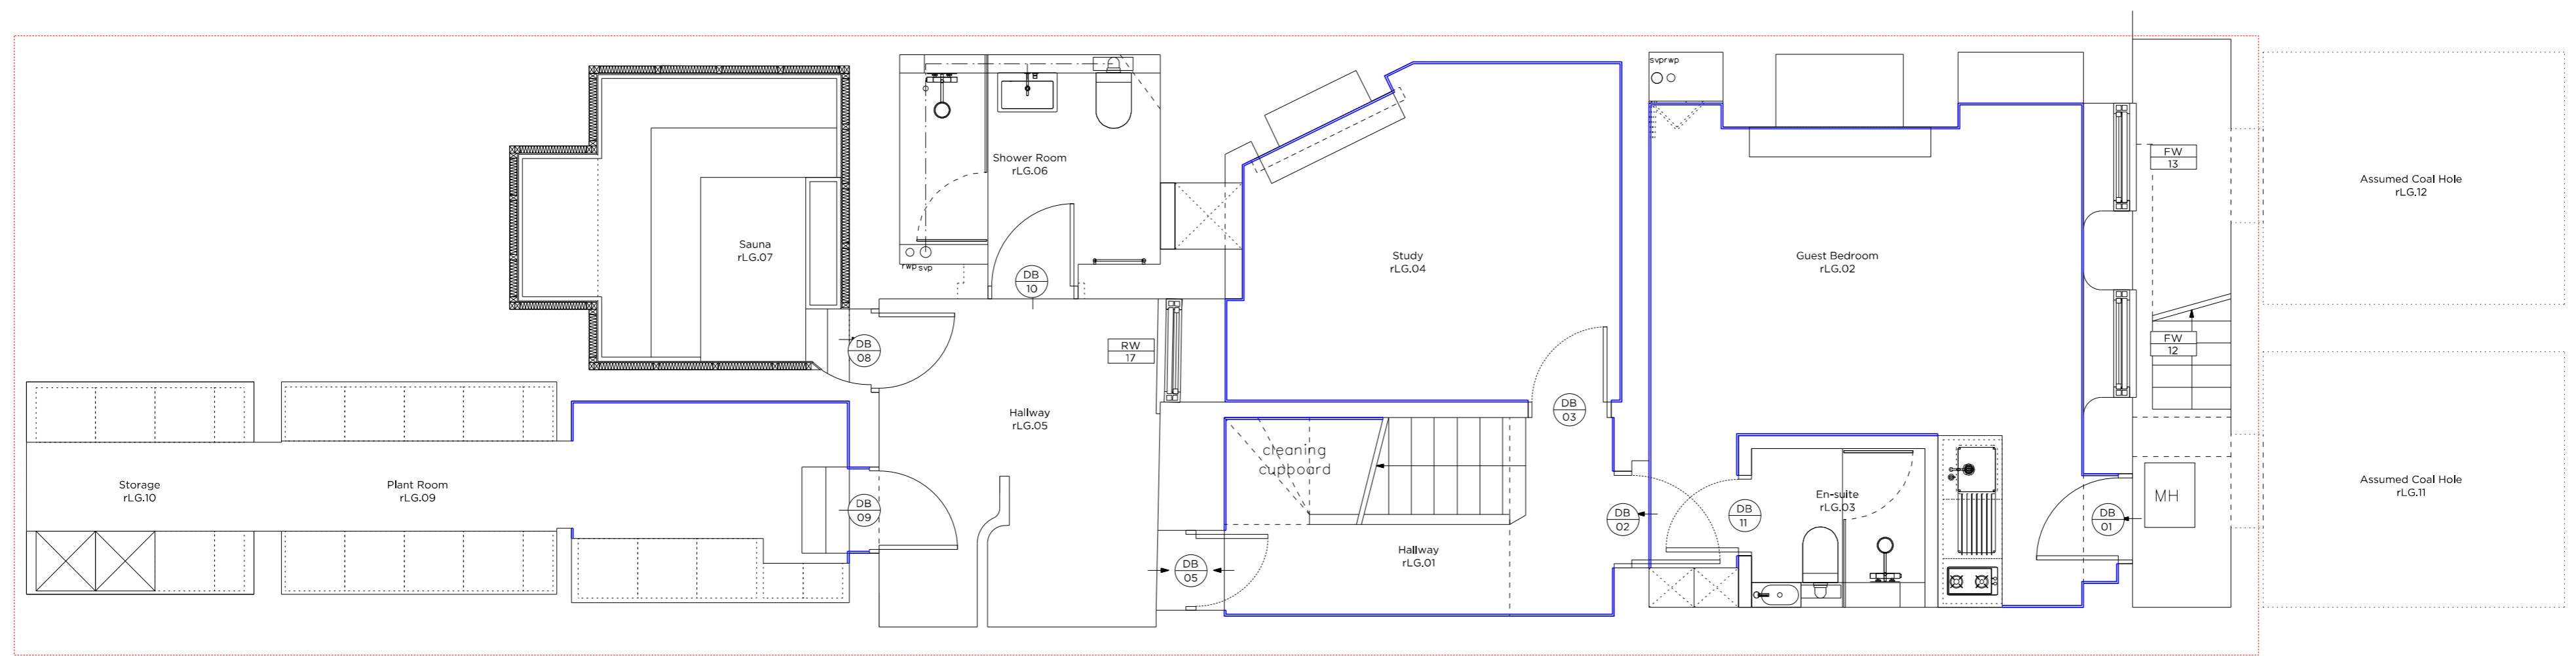 svprwp
FW
13
Shower Room
rLG.06
Assumed Coal Hole
rLG.12
Sauna
rLG.07
Study
rLG.04
Guest Bedroom
rLG.02
rwp svp
DB
10
DB
08
RW
17
FW
12
Hallway
rLG.05
DB
03
cleaning
cupboard
Storage
rLG.10
Plant Room
rLG.09
En-suite
rLG.03
MH
Assumed Coal Hole
rLG.11
DB
09
DB
02
DB
11
DB
01
Hallway
rLG.01
DB
05